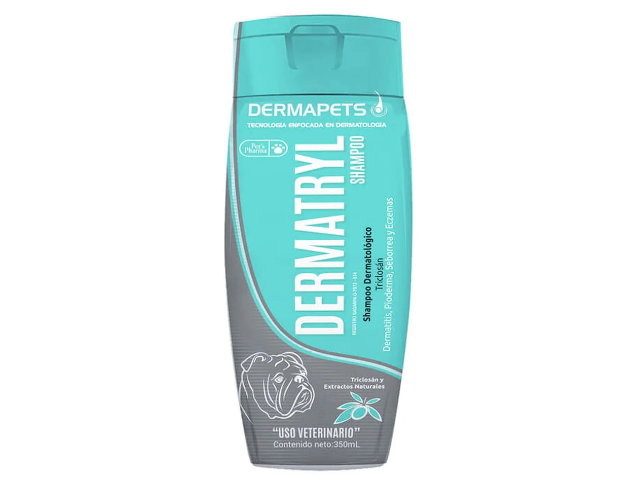 DERMAPETS
TECNOLOGÍA ENFOCADA EN DERMATOLOGÍA
Pet's
Pharma
DERMATRYL
SHAMPOO
Shampoo Dermatológico
Triclosán
Dermatitis, Pioderma, Seborrea y Eczemas
Triclosán y
Extractos Naturales
“USO VETERINARIO”
Contenido neto:350mL